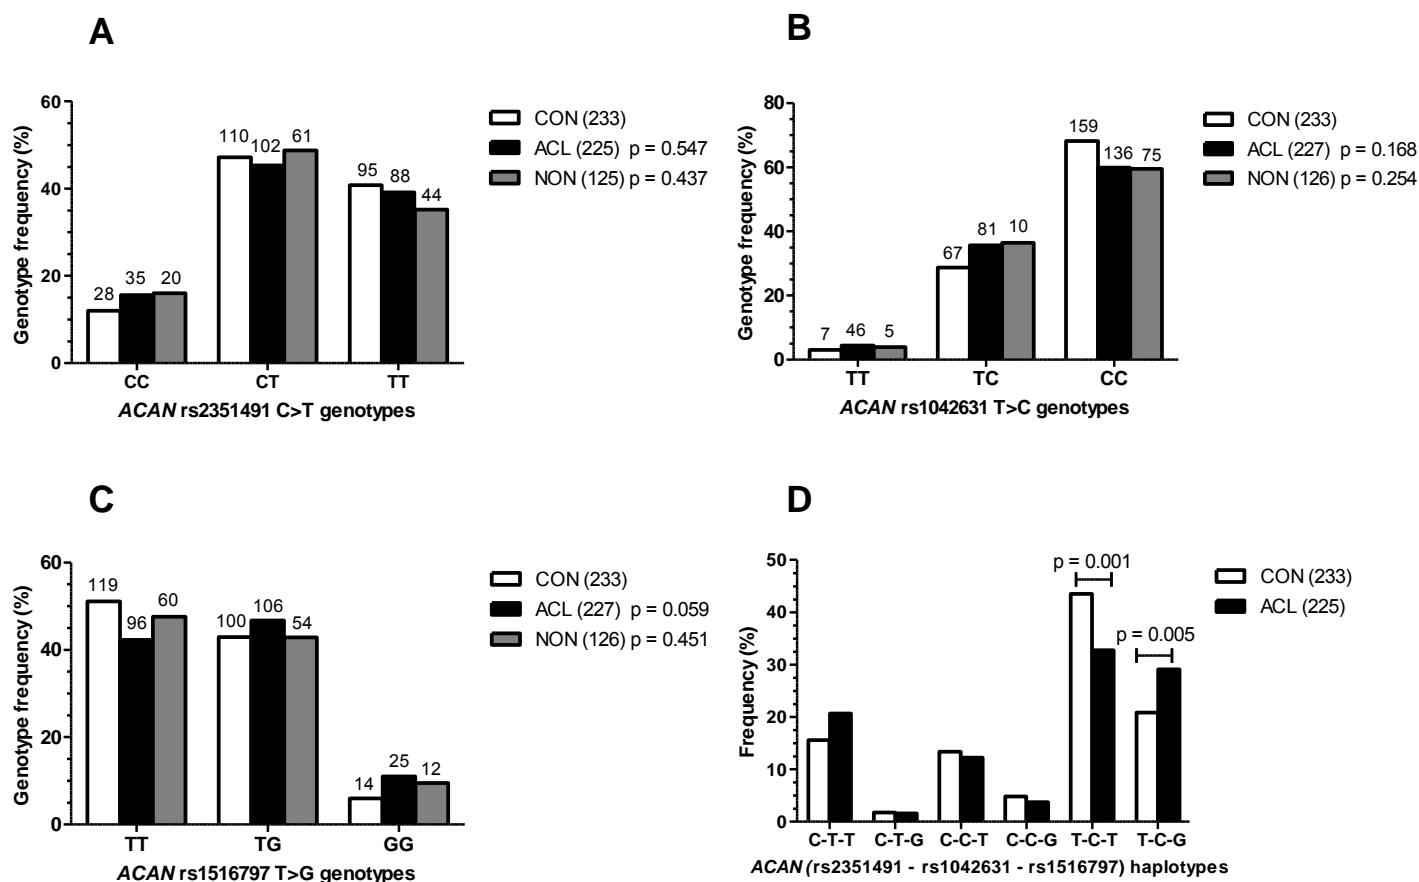 A
Genotype frequency (%)
60
40
20
0
28
35
20
110
102
61
95
88
44
CC CT TT
ACAN rs2351491 C>T genotypes
CON (233)
ACL (225) p = 0.547
NON (125) p = 0.437
B
Genotype frequency (%)
80
60
40
20
0
7
46
5
67
81
10
159
136
75
TT TC CC
ACAN rs1042631 T>C genotypes
CON (233)
ACL (227) p = 0.168
NON (126) p = 0.254
C
Genotype frequency (%)
60
40
20
0
119
96
60
100
106
54
14
25
12
TT TG GG
ACAN rs1516797 T>G genotypes
CON (233)
ACL (227) p = 0.059
NON (126) p = 0.451
D
Frequency (%)
50
40
30
20
10
0
p = 0.001
p = 0.005
C-T-T C-T-G C-C-T C-C-G T-C-T T-C-G
ACAN (rs2351491 - rs1042631 - rs1516797) haplotypes
CON (233)
ACL (225)